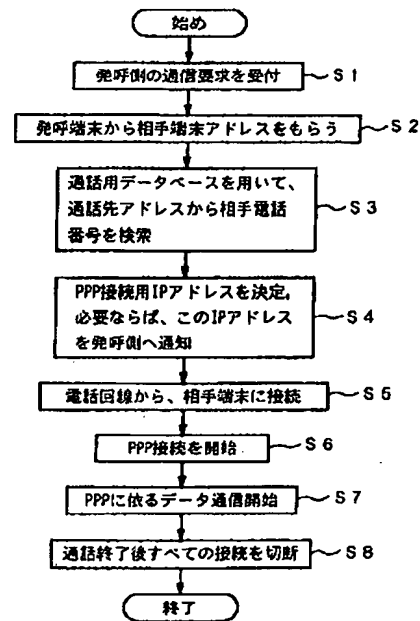 始め
発呼側の通信要求を受付
S1
発呼端末から相手端末アドレスをもらう
S2
通話用データベースを用いて、
通話先アドレスから相手電話
番号を検索
S3
PPP接続用IPアドレスを決定。
必要ならば、このIPアドレス
を発呼側へ通知
S4
電話回線から、相手端末に接続
S5
PPP接続を開始
S6
PPPに依るデータ通信開始
S7
通話終了後すべての接続を切断
S8
終了